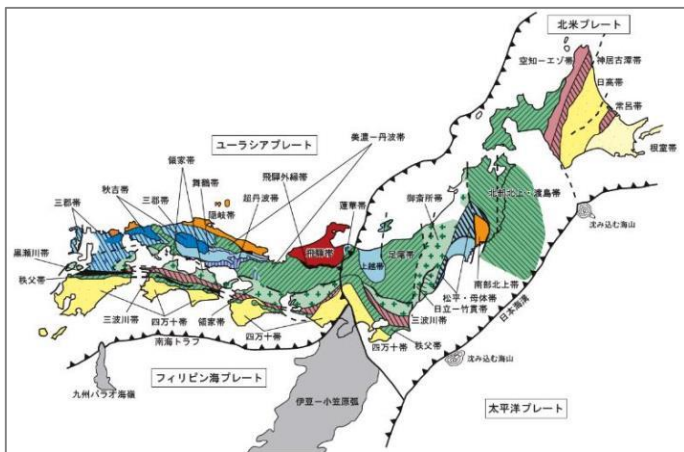 北米プレート
空知ーエゾ帯
神居古潭帯
日高帯
常呂帯
根室帯
ユーラシアプレート
美濃ー丹波帯
領家帯
飛騨外縁帯
秋吉帯
舞鶴帯
三郡帯
三郡帯
隠岐帯
超丹波帯
蓮華帯
御斎所帯
北部北上・渡島帯
黒瀬川帯
飛騨帯
上越帯
足尾帯
沈み込む海山
秩父帯
南部北上帯
松平・母体帯
日立ー竹貫帯
三波川帯
四万十帯
領家帯
四万十帯
三波川帯
秩父帯
四万十帯
日本海溝
南海トラフ
沈み込む海山
フィリピン海プレート
九州パラオ海嶺
伊豆ー小笠原弧
太平洋プレート